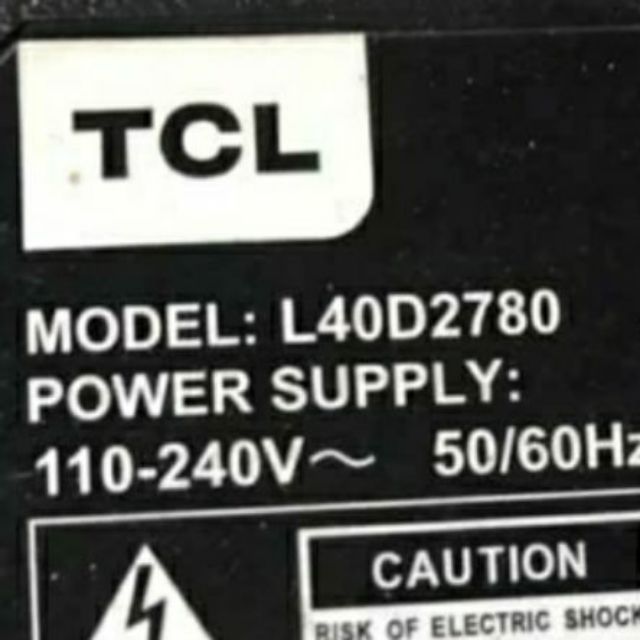 TCL
MODEL: L40D2780
POWER SUPPLY:
110-240V～ 50/60Hz
CAUTION
RISK OF ELECTRIC SHOCK